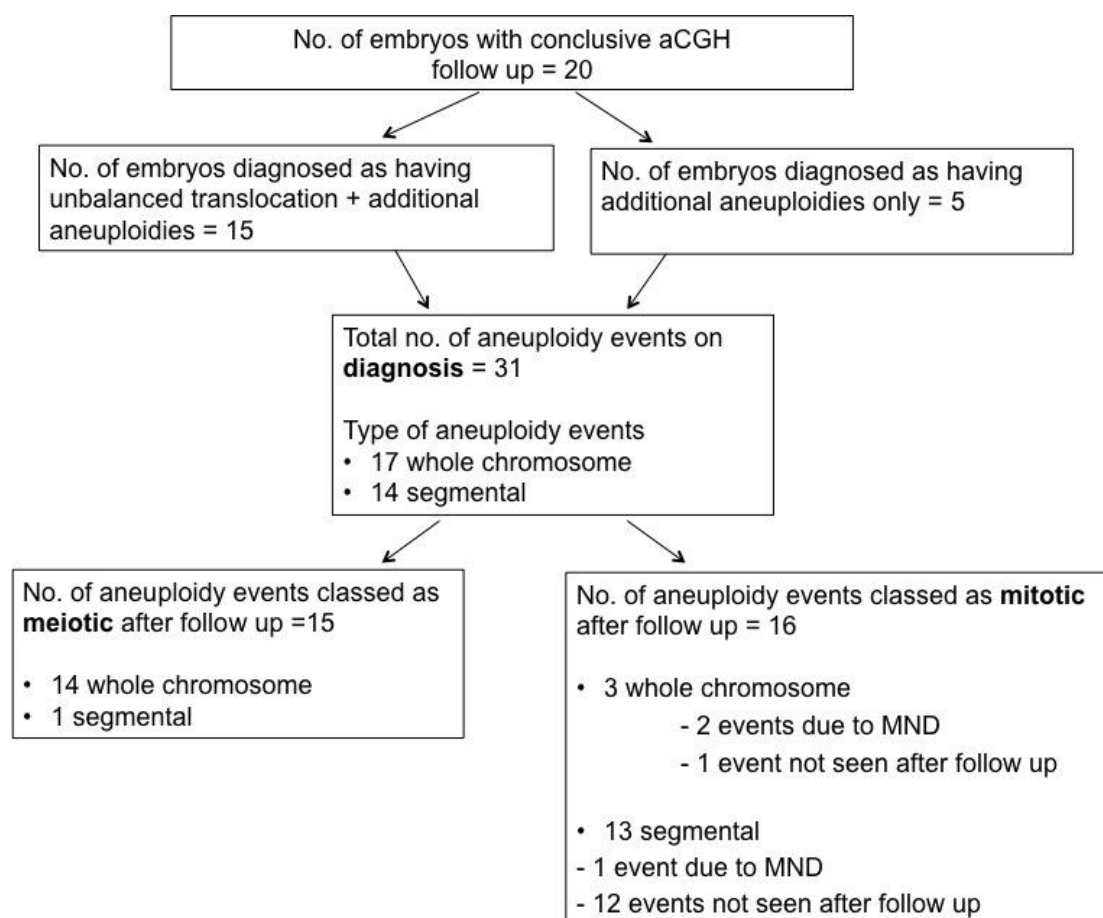 No. of embryos with conclusive aCGH
follow up = 20
No. of embryos diagnosed as having
unbalanced translocation + additional
aneuploidies = 15
No. of embryos diagnosed as having
additional aneuploidies only = 5
Total no. of aneuploidy events on
diagnosis = 31
Type of aneuploidy events
• 17 whole chromosome
• 14 segmental
No. of aneuploidy events classed as
meiotic after follow up =15
• 14 whole chromosome
• 1 segmental
No. of aneuploidy events classed as mitotic
after follow up = 16
• 3 whole chromosome
- 2 events due to MND
- 1 event not seen after follow up
• 13 segmental
- 1 event due to MND
- 12 events not seen after follow up